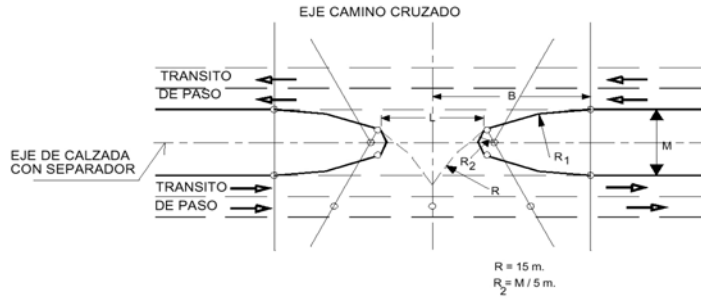 EJE CAMINO CRUZADO
TRANSITO
DE PASO
B
L
M
EJE DE CALZADA
CON SEPARADOR
R2
R1
R
TRANSITO
DE PASO
R = 15 m.
R2 = M / 5 m.